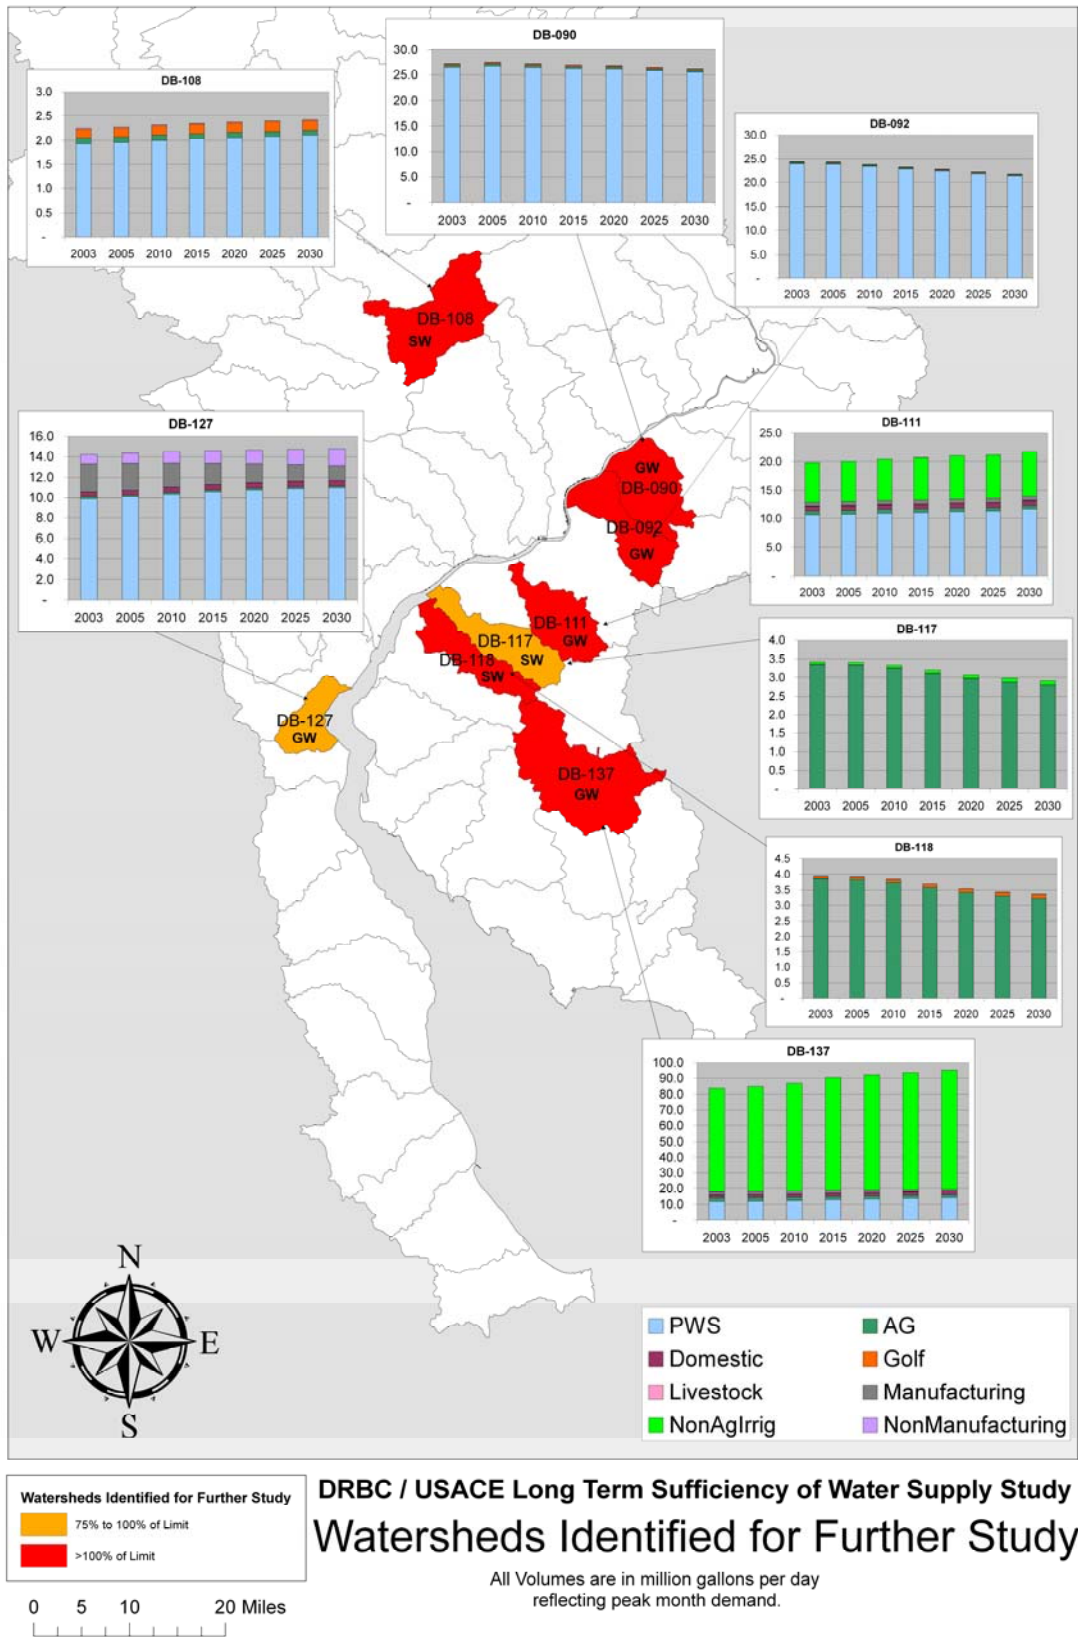 DB-090
30.0
25.0
20.0
15.0
10.0
5.0
-
2003 2005 2010 2015 2020 2025 2030
DB-108
3.0
2.5
2.0
1.5
1.0
0.5
-
2003 2005 2010 2015 2020 2025 2030
DB-092
30.0
25.0
20.0
15.0
30.0
5.0
-
2003 2005 2010 2015 2020 2025 2030
DB-108
SW
DB-127
16.0
14.0
12.0
10.0
8.0
6.0
4.0
2.0
-
2003 2005 2010 2015 2020 2025 2030
DB-111
25.0
20.0
15.0
10.0
5.0
-
2003 2005 2010 2015 2020 2025 2030
GW
DB-090
DB-092
GW
DB-111
GW
DB-117
SW
DB-118
SW
DB-117
4.0
3.5
3.0
2.5
2.0
1.5
1.0
0.5
-
2003 2005 2010 2015 2020 2025 2030
DB-127
GW
DB-137
GW
DB-118
4.5
4.0
3.5
3.0
2.5
2.0
1.5
1.0
0.5
-
2003 2005 2010 2015 2020 2025 2030
DB-137
100.0
90.0
80.0
70.0
60.0
50.0
40.0
30.0
20.0
10.0
-
2003 2005 2010 2015 2020 2025 2030
N
W E
S
PWS AG
Domestic Golf
Livestock Manufacturing
NonAgIrrig NonManufacturing
Watersheds Identified for Further Study
75% to 100% of Limit
>100% of Limit
0 5 10 20 Miles
DRBC / USACE Long Term Sufficiency of Water Supply Study
Watersheds Identified for Further Study
All Volumes are in million gallons per day
reflecting peak month demand.